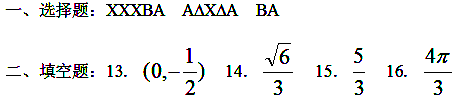 一、选择题：XXXBA AΔXΔA BA
二、填空题：13. (0,-1/2) 14. √6/3 15. 5/3 16. 4π/3